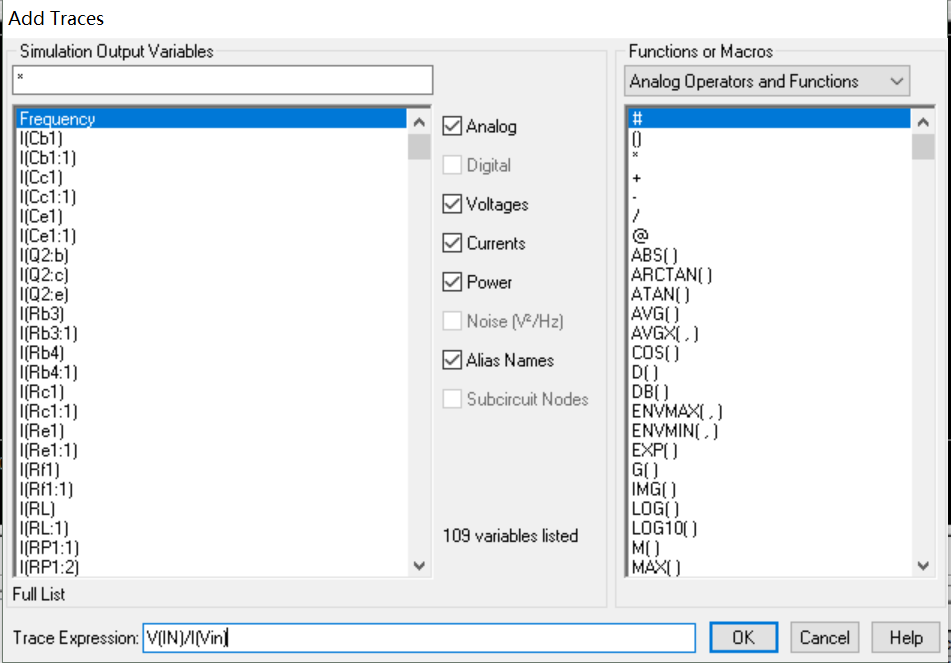 Add Traces
Simulation Output Variables
*
Frequency
I(Cb1)
I(Cb1:1)
I(Cc1)
I(Cc1:1)
I(Ce1)
I(Ce1:1)
I(Q2:b)
I(Q2:c)
I(Q2:e)
I(Rb3)
I(Rb3:1)
I(Rb4)
I(Rb4:1)
I(Rc1)
I(Rc1:1)
I(Re1)
I(Re1:1)
I(Rf1)
I(Rf1:1)
I(RL)
I(RL:1)
I(RP1:1)
I(RP1:2)
Full List
Analog
Digital
Voltages
Currents
Power
Noise (V²/Hz)
Alias Names
Subcircuit Nodes
109 variables listed
Functions or Macros
Analog Operators and Functions
#
()
*
+
-
/
@
ABS( )
ARCTAN( )
ATAN( )
AVG( )
AVGX( , )
COS( )
D( )
DB( )
ENVMAX( , )
ENVMIN( , )
EXP( )
G( )
IMG( )
LOG( )
LOG10( )
M( )
MAX( )
Trace Expression: V(IN)/I(Vin)
OK
Cancel
Help